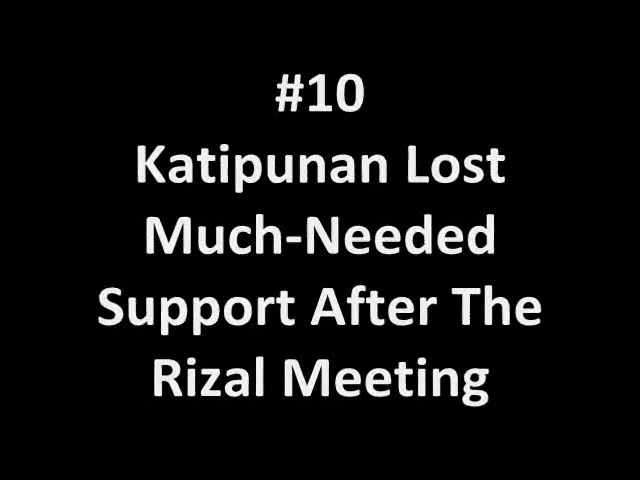 #10
Katipunan Lost
Much-Needed
Support After The
Rizal Meeting